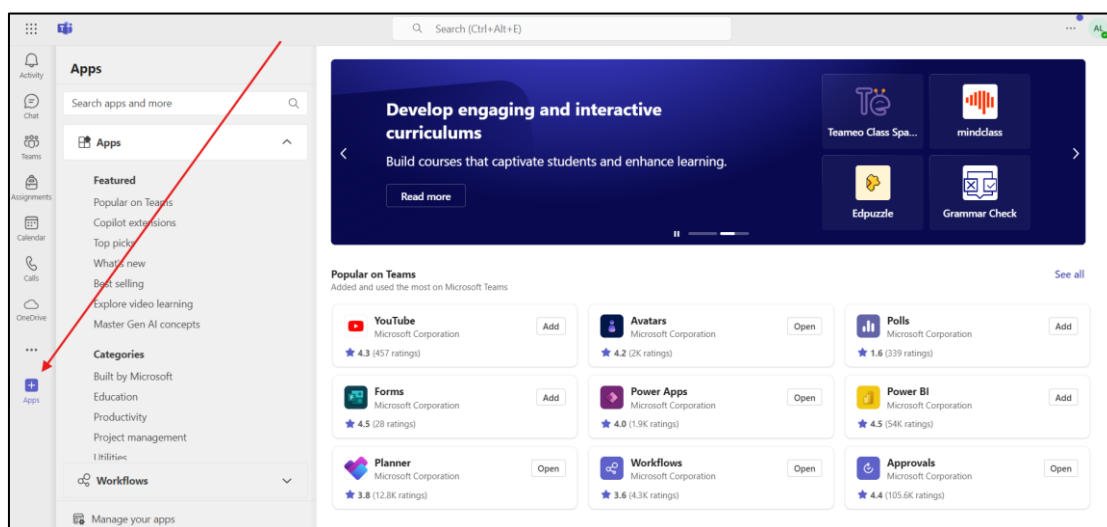 Search (Ctrl+Alt+E)
AL
Activity
Chat
Teams
Assignments
Calendar
Calls
OneDrive
Apps
Apps
Search apps and more
Apps
Featured
Popular on Teams
Copilot extensions
Top picks
What's new
Best selling
Explore video learning
Master Gen AI concepts
Categories
Built by Microsoft
Education
Productivity
Project management
Utilities
Workflows
Manage your apps
Develop engaging and interactive
curriculums
Build courses that captivate students and enhance learning.
Read more
Teameo Class Spa...
mindclass
Edpuzzle
Grammar Check
Popular on Teams
See all
Added and used the most on Microsoft Teams
YouTube
Microsoft Corporation
Add
4.3 (457 ratings)
Avatars
Microsoft Corporation
Open
4.2 (2K ratings)
Polls
Microsoft Corporation
Add
1.6 (339 ratings)
Forms
Microsoft Corporation
Add
4.5 (28 ratings)
Power Apps
Microsoft Corporation
Open
4.0 (1.9K ratings)
Power BI
Microsoft Corporation
Add
4.5 (54K ratings)
Planner
Microsoft Corporation
Open
3.8 (12.8K ratings)
Workflows
Microsoft Corporation
Open
3.6 (4.3K ratings)
Approvals
Microsoft Corporation
Open
4.4 (105.6K ratings)